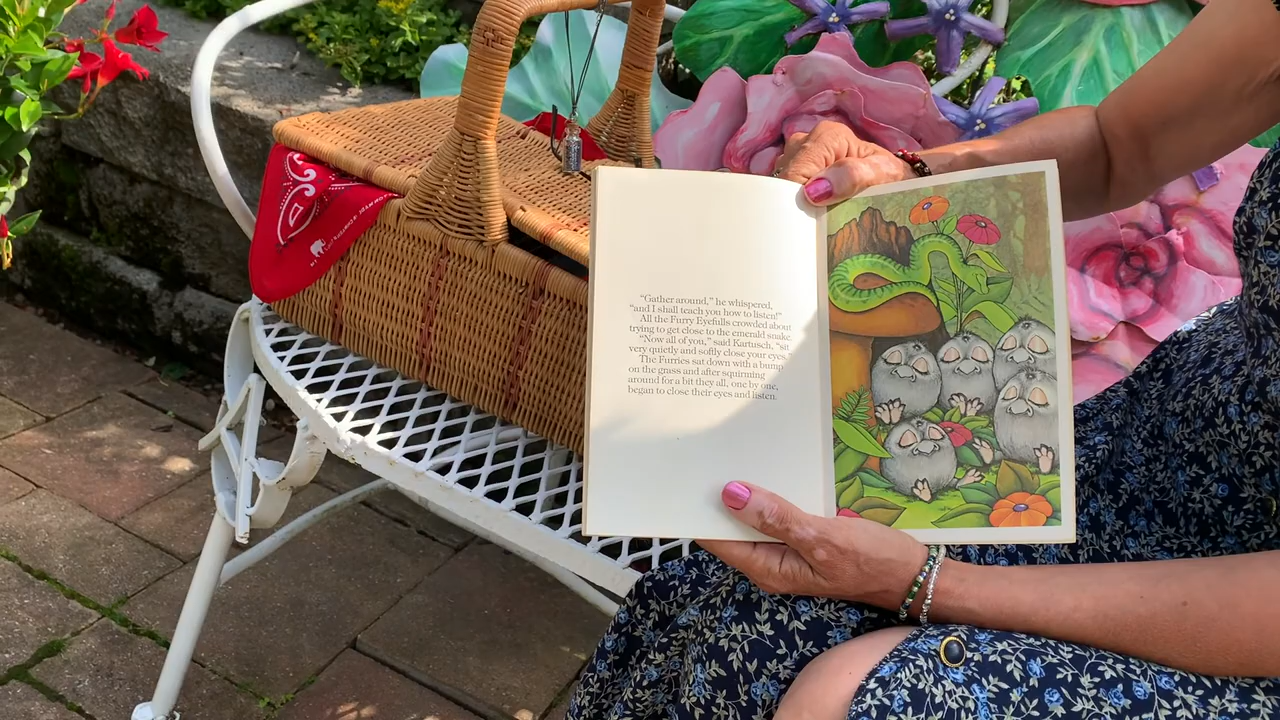 "Gather around," he whispered,
"and I shall teach you how to listen!"
All the Furry Eyefulls crowded about
trying to get close to the emerald snake.
"Now all of you," said Kartusch, "sit
very quietly and softly close your eyes."
The Furries sat down with a bump
on the grass and after squirming
around for a bit they all, one by one,
began to close their eyes and listen.